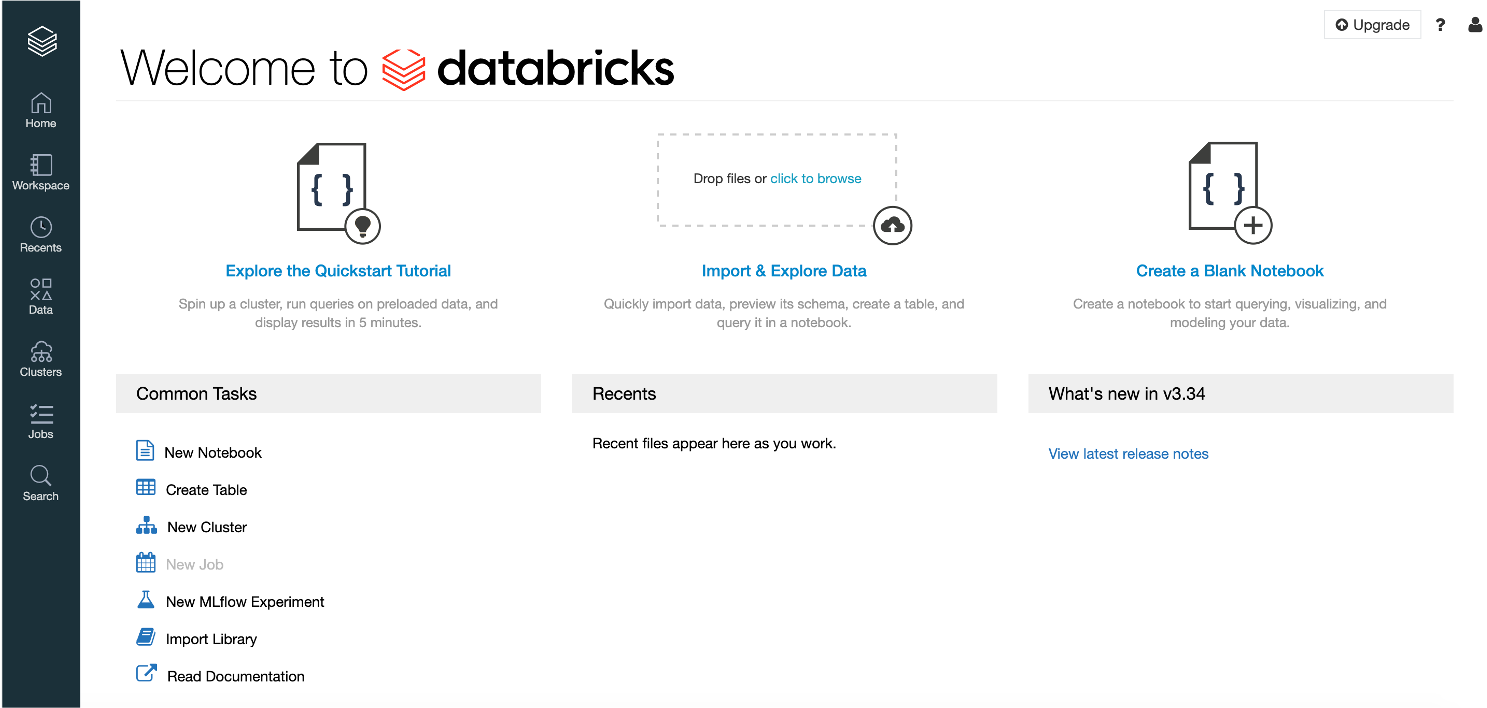 Upgrade ?
Welcome to databricks
Home
Workspace
Recents
Data
Clusters
Jobs
Search
{ }
Explore the Quickstart Tutorial
Spin up a cluster, run queries on preloaded data, and
display results in 5 minutes.
Drop files or click to browse
Import & Explore Data
Quickly import data, preview its schema, create a table, and
query it in a notebook.
{ }
Create a Blank Notebook
Create a notebook to start querying, visualizing, and
modeling your data.
Common Tasks
New Notebook
Create Table
New Cluster
New Job
New MLflow Experiment
Import Library
Read Documentation
Recents
Recent files appear here as you work.
What's new in v3.34
View latest release notes